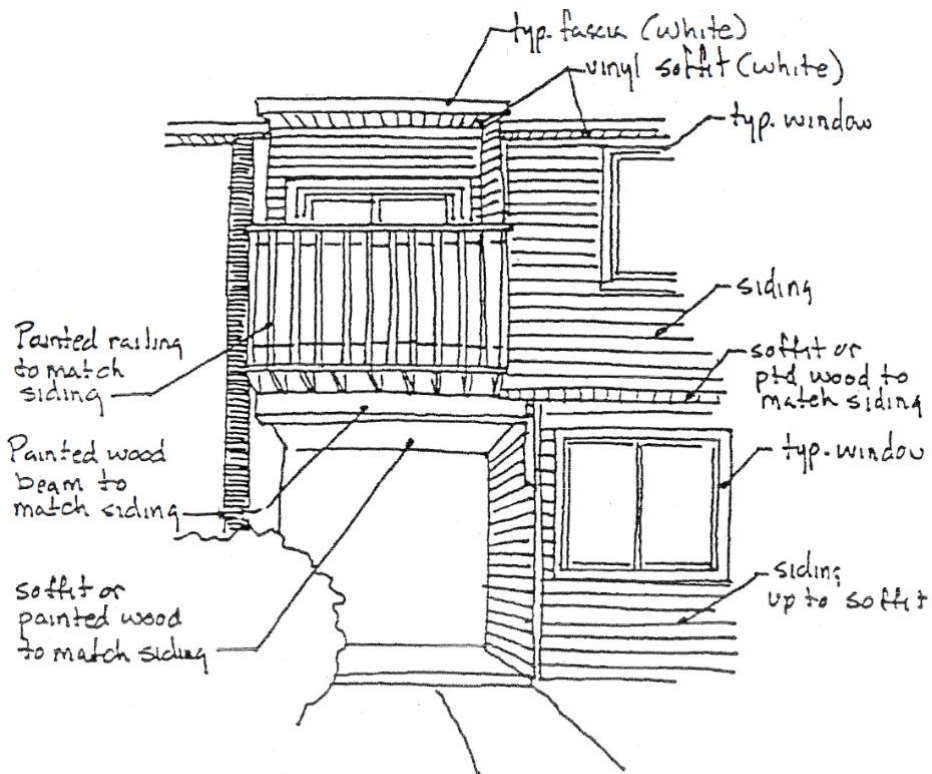 typ. fascia (white)
vinyl soffit (white)
typ. window
siding
soffit or
ptd wood to
match siding
typ. window
siding
up to soffit
Painted railing
to match
siding
Painted wood
beam to
match siding
soffit or
painted wood
to match siding